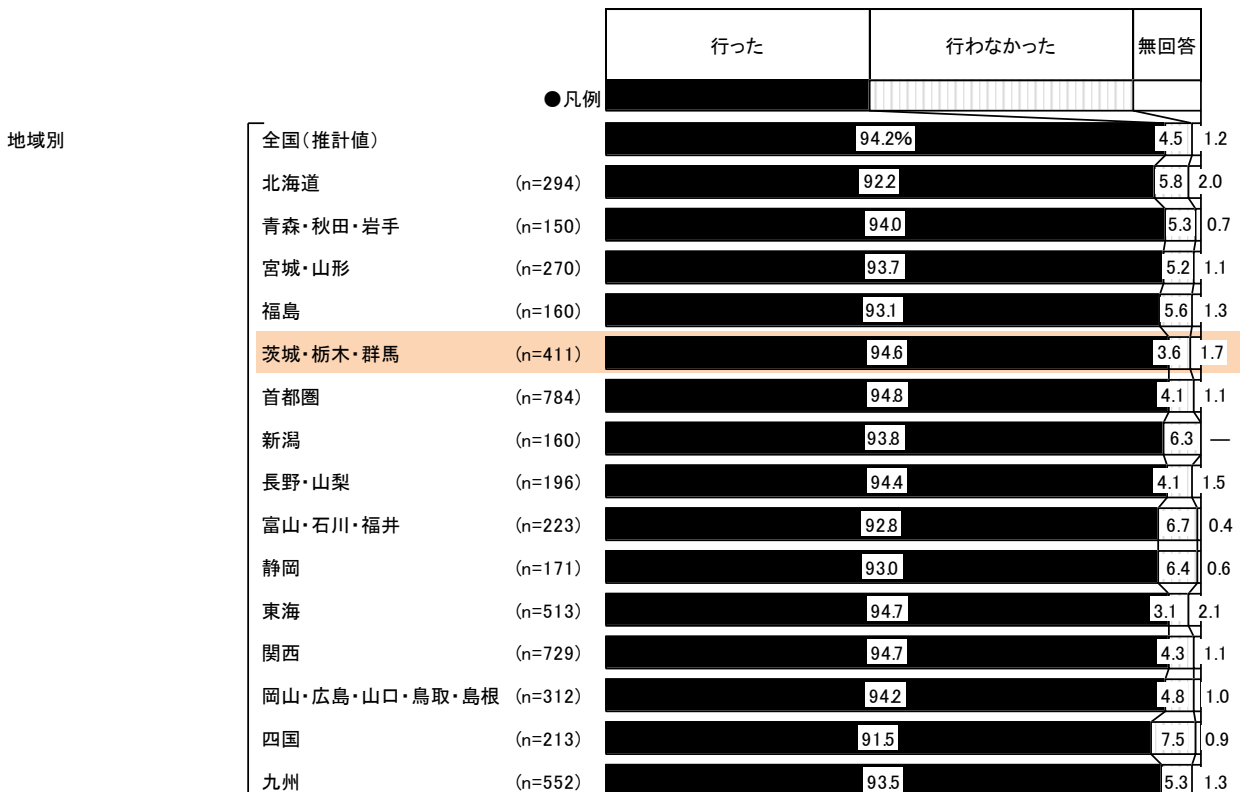 行った 行わなかった 無回答
●凡例
地域別 全国(推計値) 94.2% 4.5 1.2
北海道 (n=294) 92.2 5.8 2.0
青森・秋田・岩手 (n=150) 94.0 5.3 0.7
宮城・山形 (n=270) 93.7 5.2 1.1
福島 (n=160) 93.1 5.6 1.3
茨城・栃木・群馬 (n=411) 94.6 3.6 1.7
首都圏 (n=784) 94.8 4.1 1.1
新潟 (n=160) 93.8 6.3 ―
長野・山梨 (n=196) 94.4 4.1 1.5
富山・石川・福井 (n=223) 92.8 6.7 0.4
静岡 (n=171) 93.0 6.4 0.6
東海 (n=513) 94.7 3.1 2.1
関西 (n=729) 94.7 4.3 1.1
岡山・広島・山口・鳥取・島根 (n=312) 94.2 4.8 1.0
四国 (n=213) 91.5 7.5 0.9
九州 (n=552) 93.5 5.3 1.3